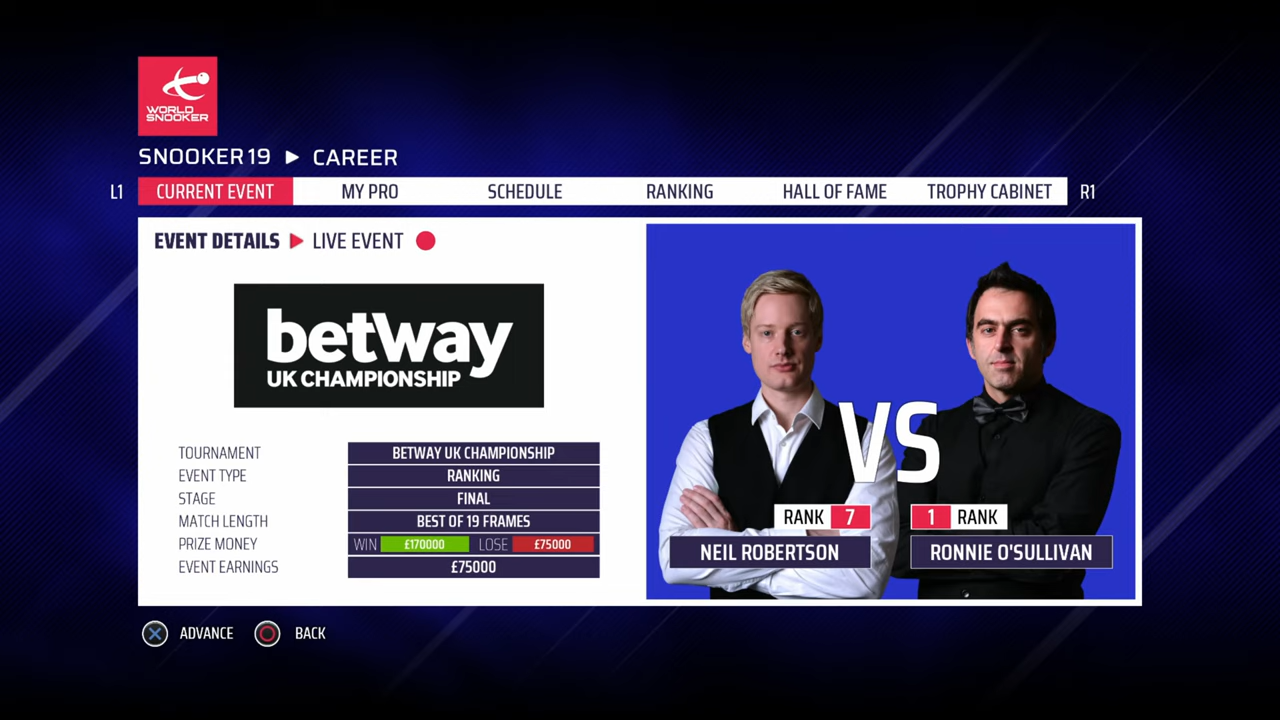 WORLD
SNOOKER
SNOOKER 19 ▶ CAREER
L1 CURRENT EVENT MY PRO SCHEDULE RANKING HALL OF FAME TROPHY CABINET R1
EVENT DETAILS ▶ LIVE EVENT
betway
UK CHAMPIONSHIP
TOURNAMENT BETWAY UK CHAMPIONSHIP
EVENT TYPE RANKING
STAGE FINAL
MATCH LENGTH BEST OF 19 FRAMES
PRIZE MONEY WIN £170000 LOSE £75000
EVENT EARNINGS £75000
VS
RANK 7 1 RANK
NEIL ROBERTSON RONNIE O'SULLIVAN
ADVANCE BACK